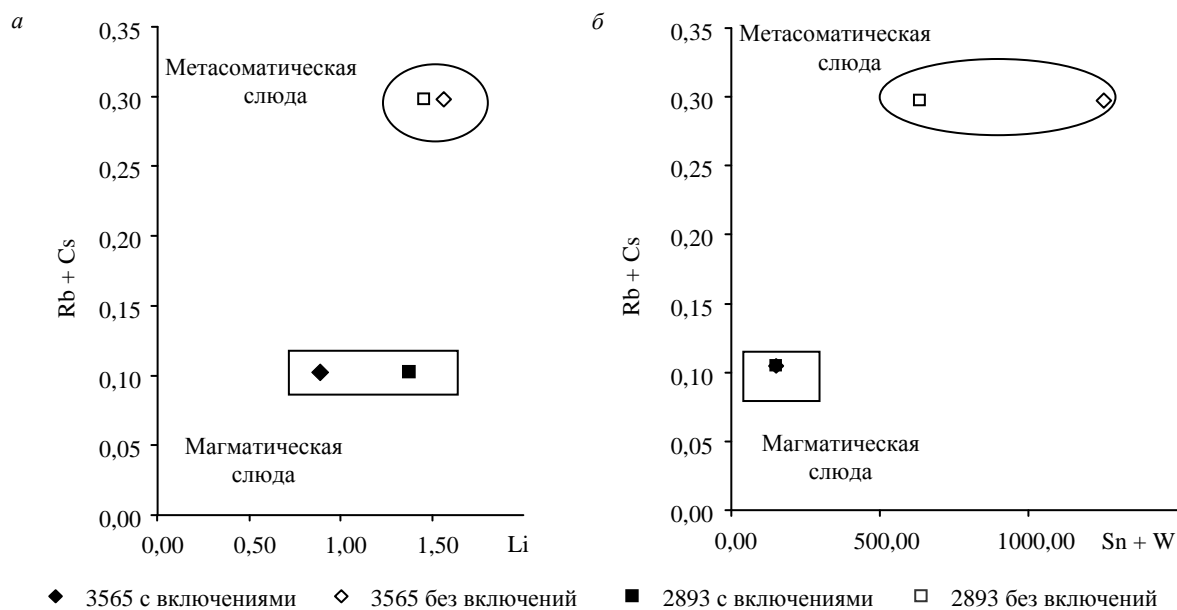 а
0,35
0,30
0,25
0,20
0,15
0,10
0,05
0,00
Rb + Cs
Метасоматическая
слюда
Магматическая
слюда
0,00 0,50 1,00 1,50 Li
б
0,35
0,30
0,25
0,20
0,15
0,10
0,05
0,00
Rb + Cs
Метасоматическая
слюда
Магматическая
слюда
0,00 500,00 1000,00 Sn + W
3565 с включениями 3565 без включений 2893 с включениями 2893 без включений